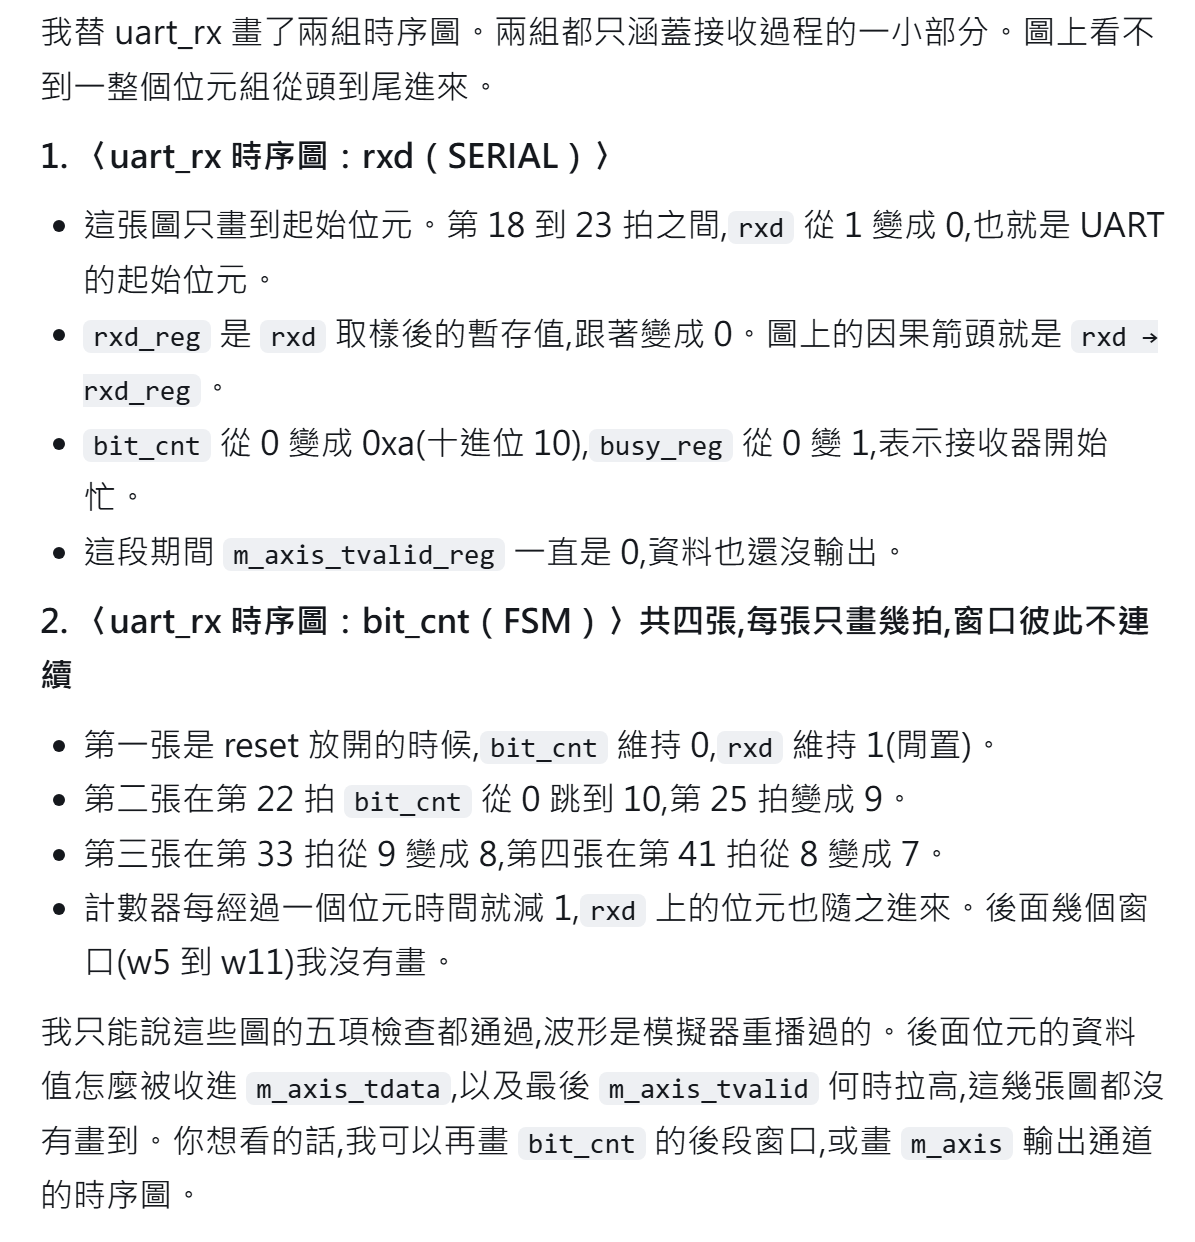 我替 uart_rx 畫了兩組時序圖。兩組都只涵蓋接收過程的一小部分。圖上看不
到一整個位元組從頭到尾進來。
1.〈uart_rx 時序圖：rxd（SERIAL）〉
• 這張圖只畫到起始位元。第 18 到 23 拍之間,rxd 從 1 變成 0,也就是 UART
的起始位元。
• rxd_reg 是 rxd 取樣後的暫存值,跟著變成 0。圖上的因果箭頭就是 rxd →
rxd_reg 。
• bit_cnt 從 0 變成 0xa(十進位 10),busy_reg 從 0 變 1,表示接收器開始
忙。
• 這段期間 m_axis_tvalid_reg 一直是 0,資料也還沒輸出。
2.〈uart_rx 時序圖：bit_cnt（FSM）〉共四張,每張只畫幾拍,窗口彼此不連
續
• 第一張是 reset 放開的時候,bit_cnt 維持 0,rxd 維持 1(閒置)。
• 第二張在第 22 拍 bit_cnt 從 0 跳到 10,第 25 拍變成 9。
• 第三張在第 33 拍從 9 變成 8,第四張在第 41 拍從 8 變成 7。
• 計數器每經過一個位元時間就減 1,rxd 上的位元也隨之進來。後面幾個窗
口(w5 到 w11)我沒有畫。
我只能說這些圖的五項檢查都通過,波形是模擬器重播過的。後面位元的資料
值怎麼被收進 m_axis_tdata ,以及最後 m_axis_tvalid 何時拉高,這幾張圖都沒
有畫到。你想看的話,我可以再畫 bit_cnt 的後段窗口,或畫 m_axis 輸出通道
的時序圖。